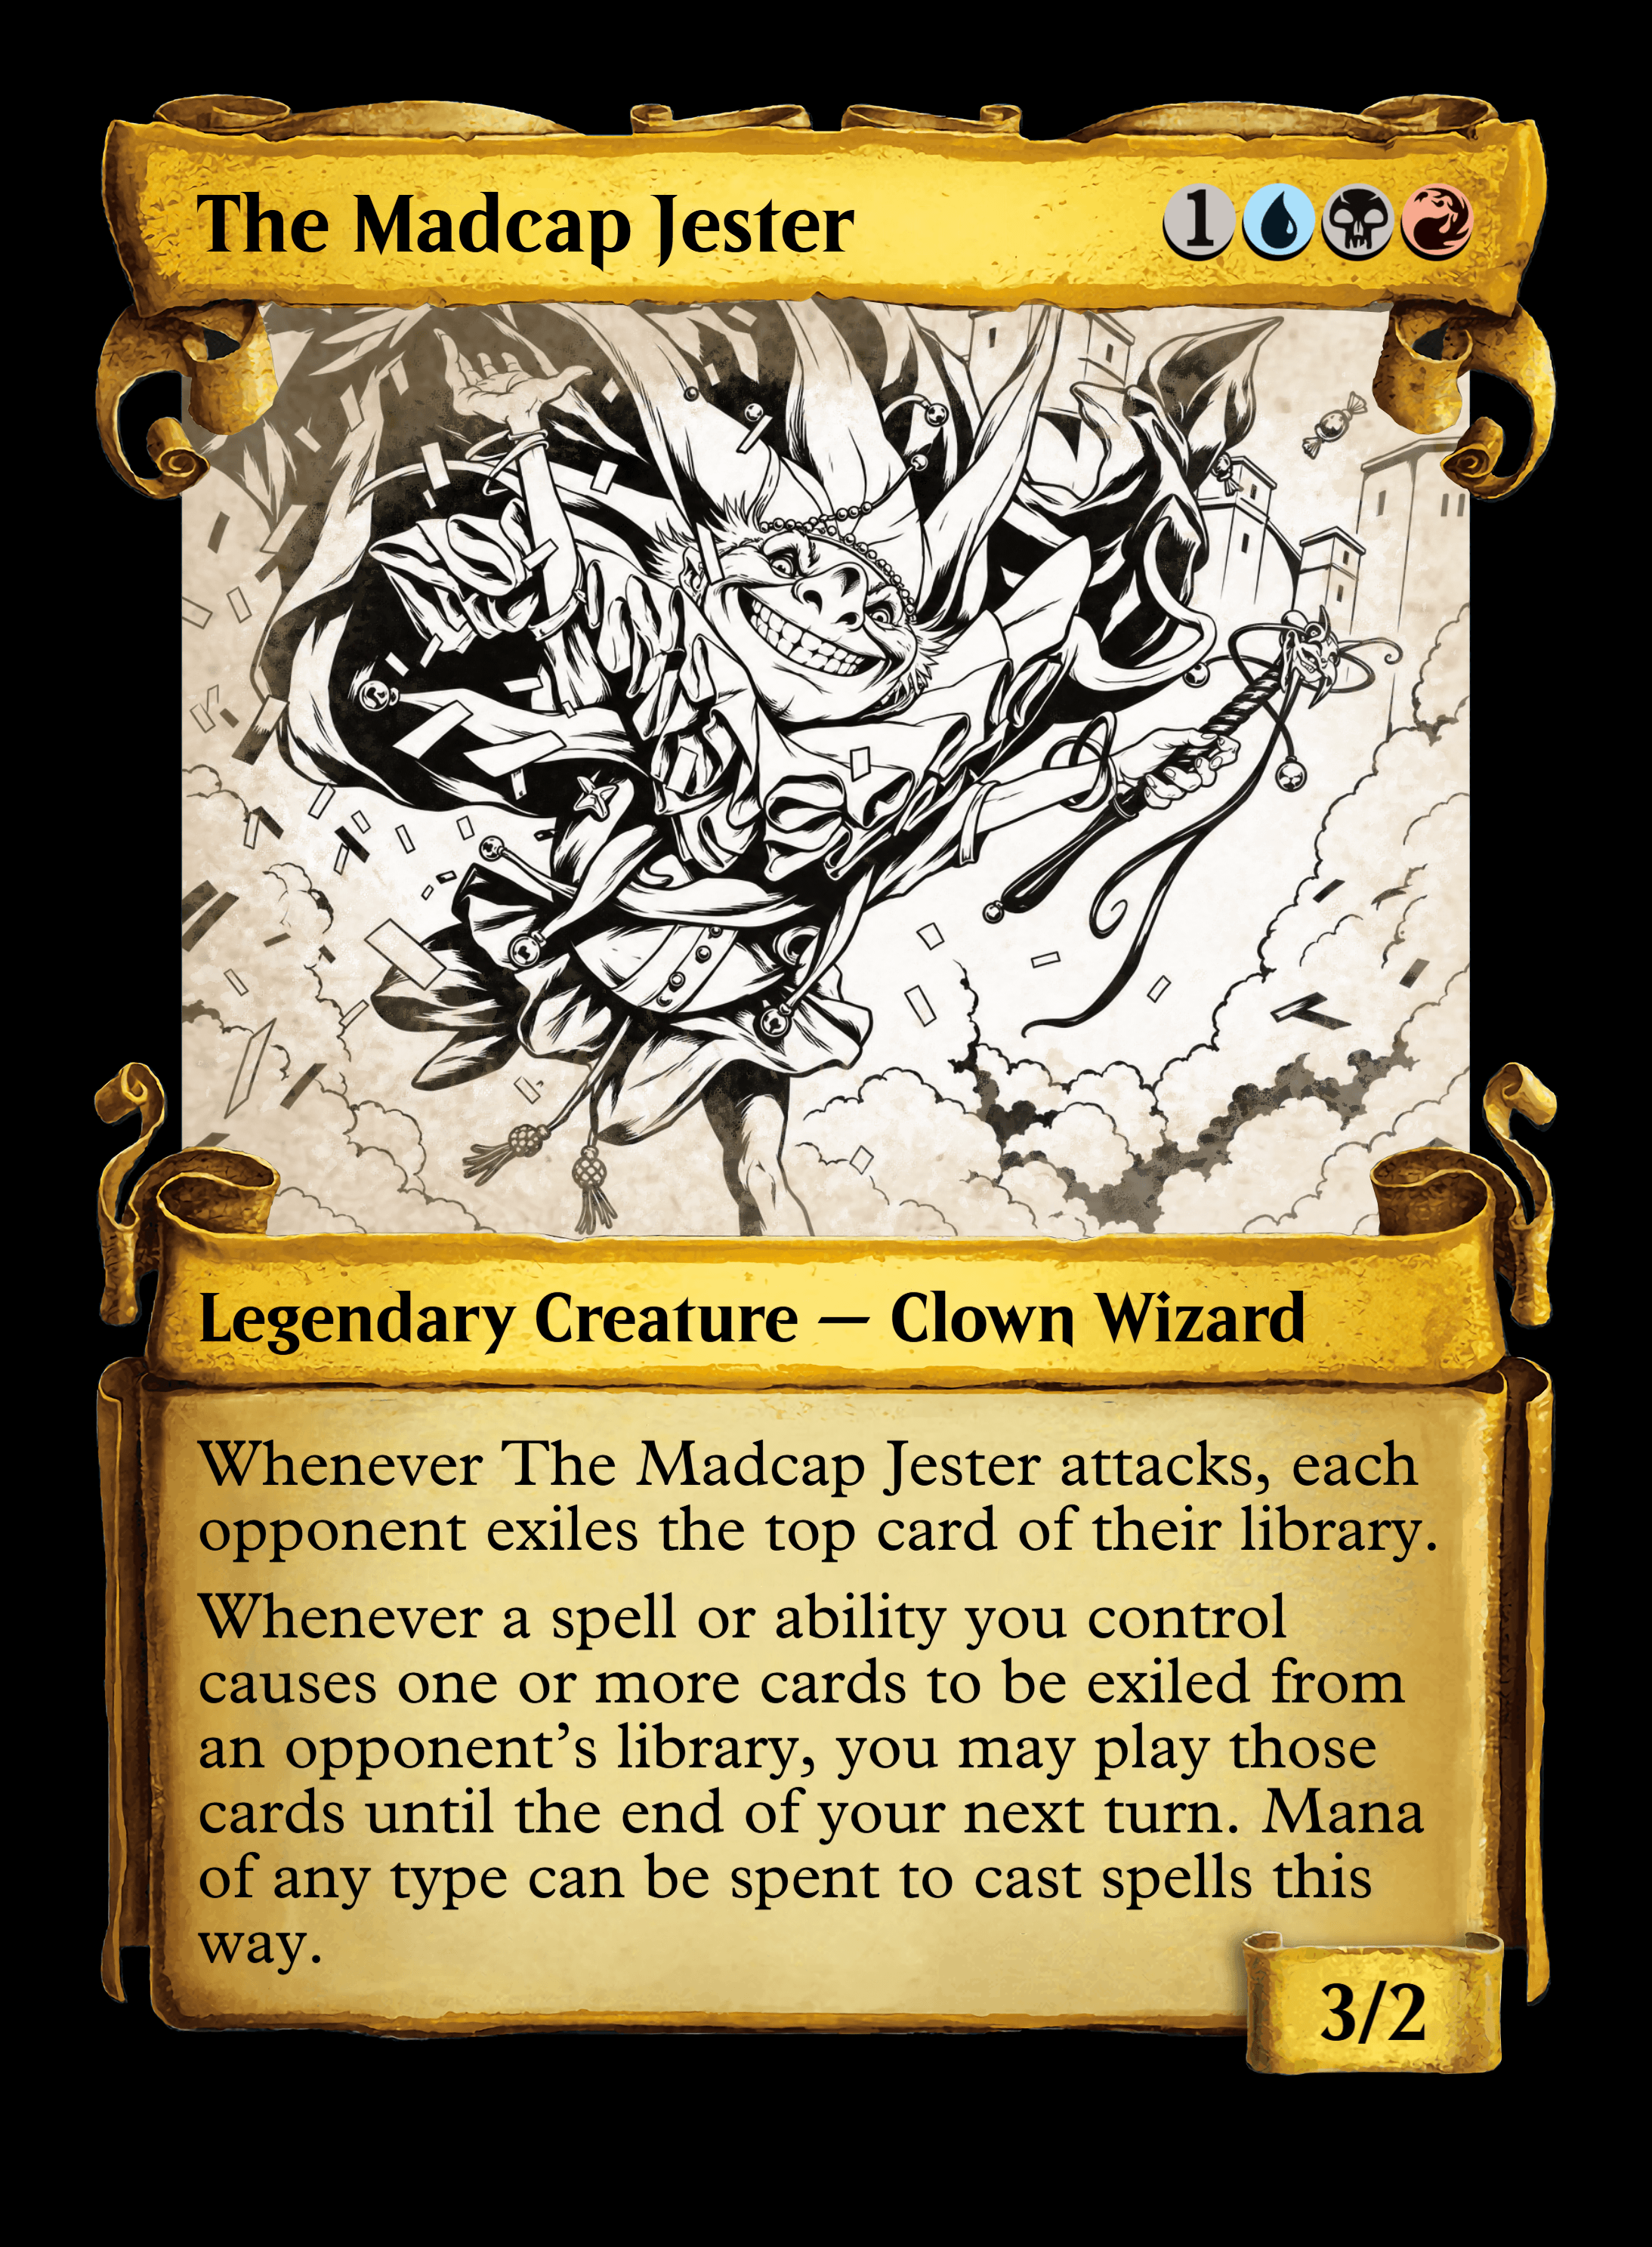 The Madcap Jester 1
Legendary Creature — Clown Wizard
Whenever The Madcap Jester attacks, each
opponent exiles the top card of their library.
Whenever a spell or ability you control
causes one or more cards to be exiled from
an opponent’s library, you may play those
cards until the end of your next turn. Mana
of any type can be spent to cast spells this
way.
3/2